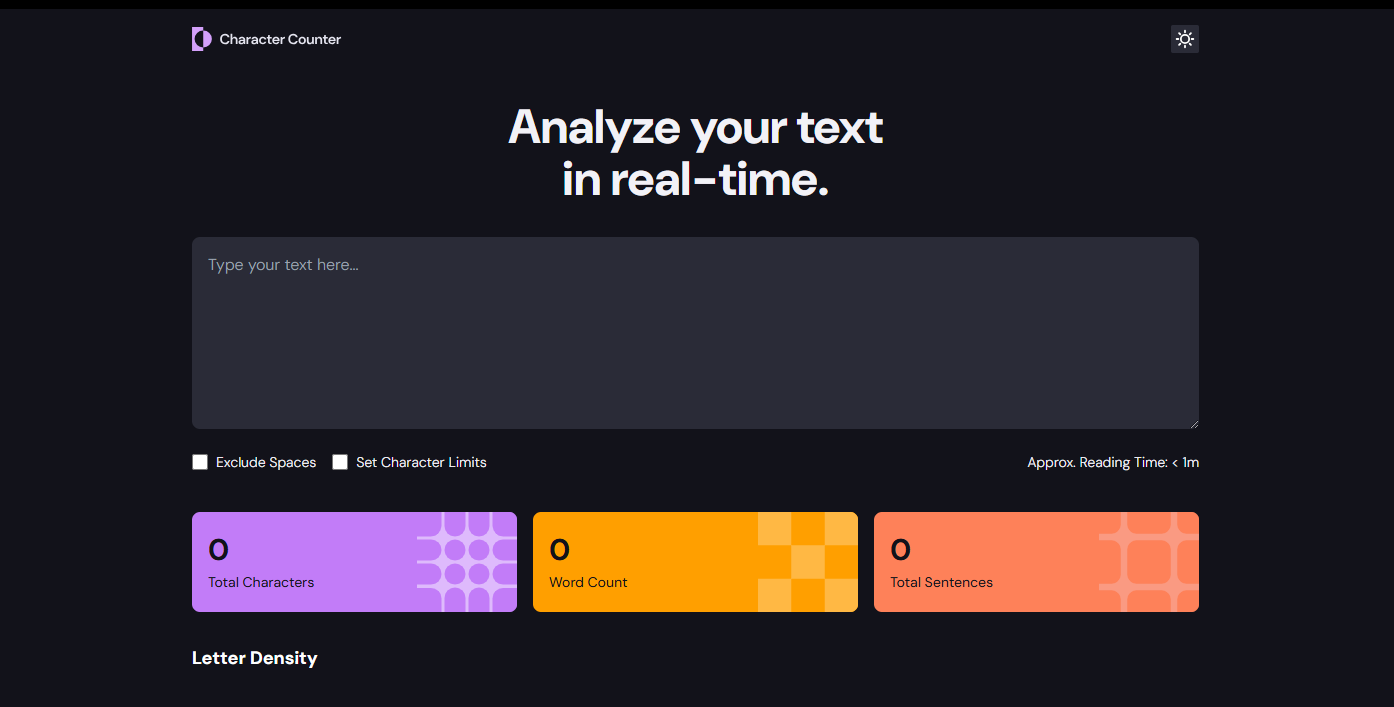 Character Counter
Analyze your text
in real-time.
Type your text here...
Exclude Spaces
Set Character Limits
Approx. Reading Time: < 1m
0
Total Characters
0
Word Count
0
Total Sentences
Letter Density